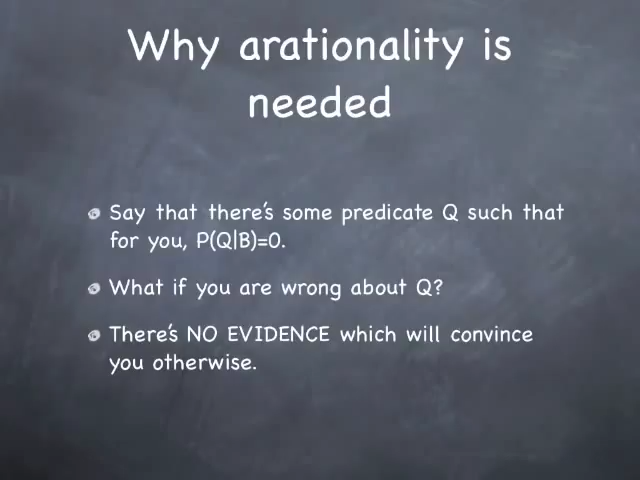 Why arationality is
needed
Say that there's some predicate Q such that
for you, P(Q|B)=0.
What if you are wrong about Q?
There's NO EVIDENCE which will convince
you otherwise.